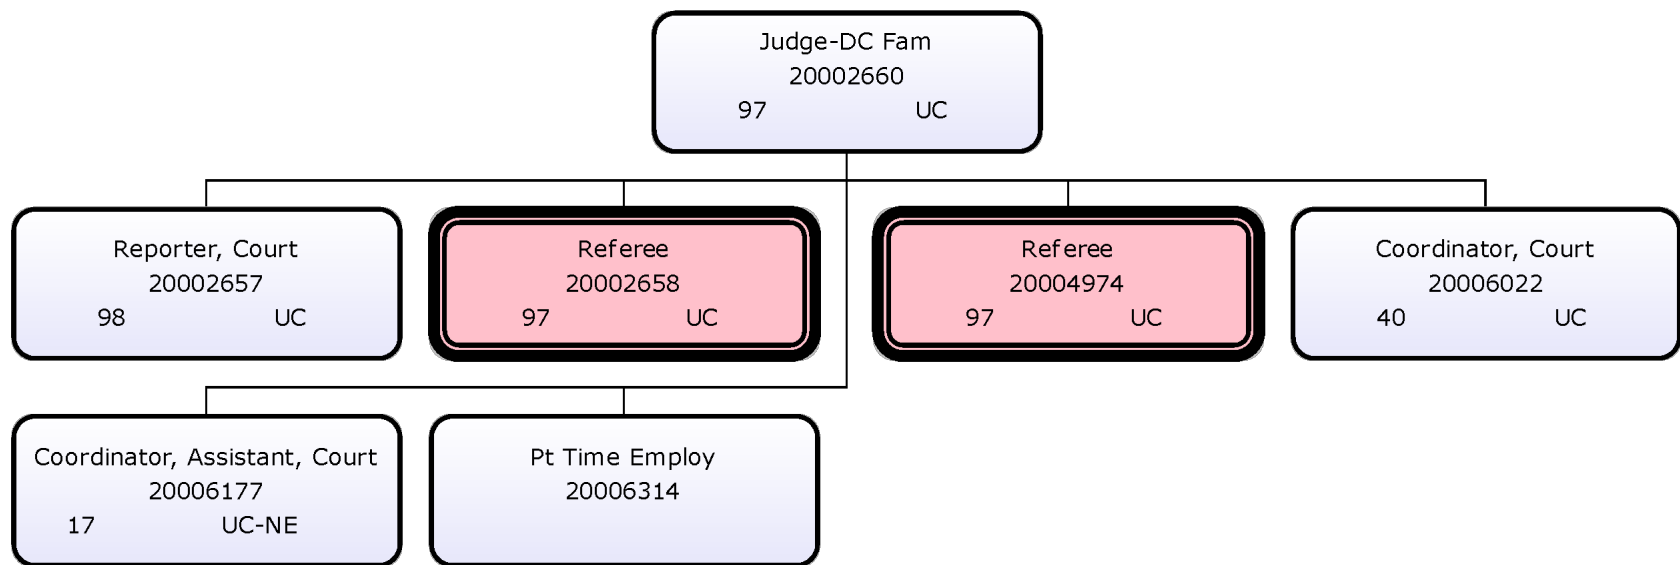 Judge-DC Fam
20002660
97 UC
Reporter, Court
20002657
98 UC
Referee
20002658
97 UC
Referee
20004974
97 UC
Coordinator, Court
20006022
40 UC
Coordinator, Assistant, Court
20006177
17 UC-NE
Pt Time Employ
20006314